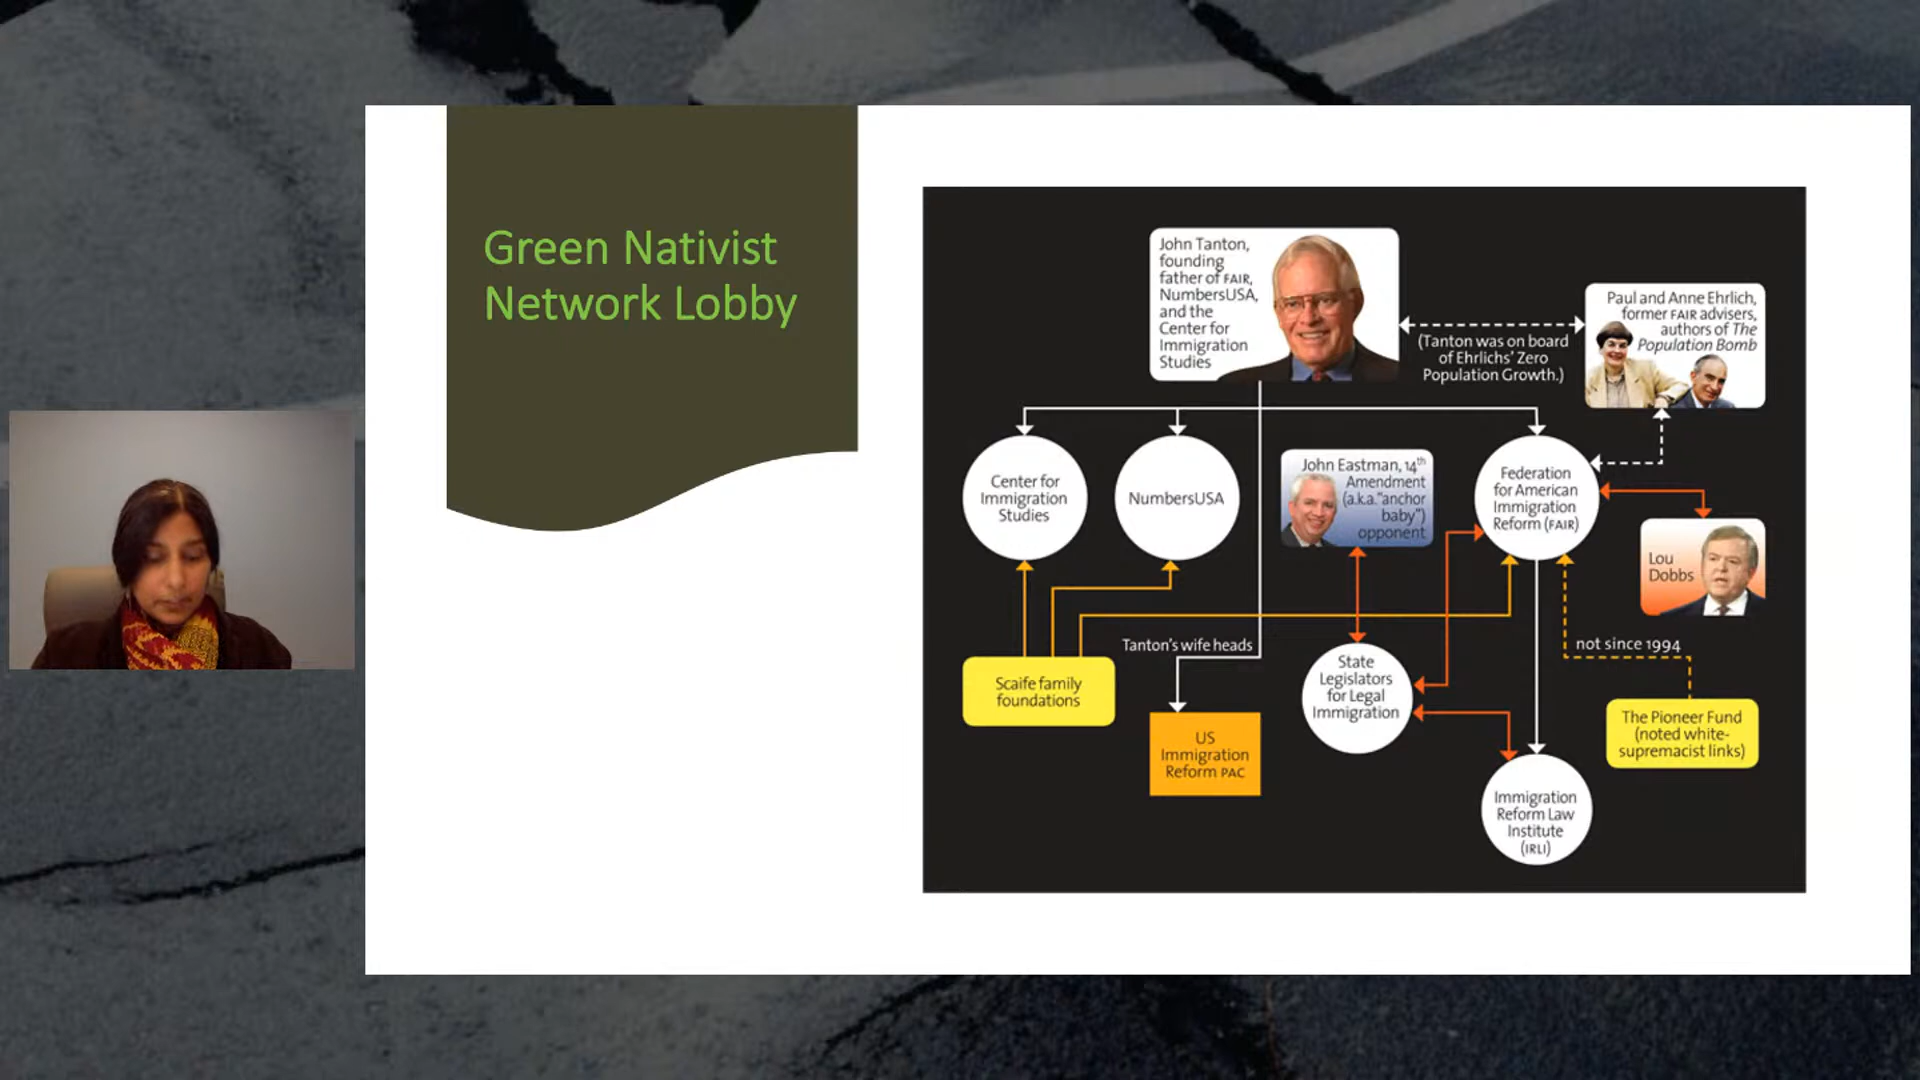 Green Nativist
Network Lobby
John Tanton,
founding
father of FAIR,
NumbersUSA,
and the
Center for
Immigration
Studies
(Tanton was on board
of Ehrlichs’ Zero
Population Growth.)
Paul and Anne Ehrlich,
former FAIR advisers,
authors of The
Population Bomb
Center for
Immigration
Studies
NumbersUSA
John Eastman, 14th
Amendment
(a.k.a.“anchor
baby”)
opponent
Federation
for American
Immigration
Reform (FAIR)
Lou
Dobbs
Tanton’s wife heads
not since 1994
Scaife family
foundations
US
Immigration
Reform PAC
State
Legislators
for Legal
Immigration
The Pioneer Fund
(noted white-
supremacist links)
Immigration
Reform Law
Institute
(IRLI)